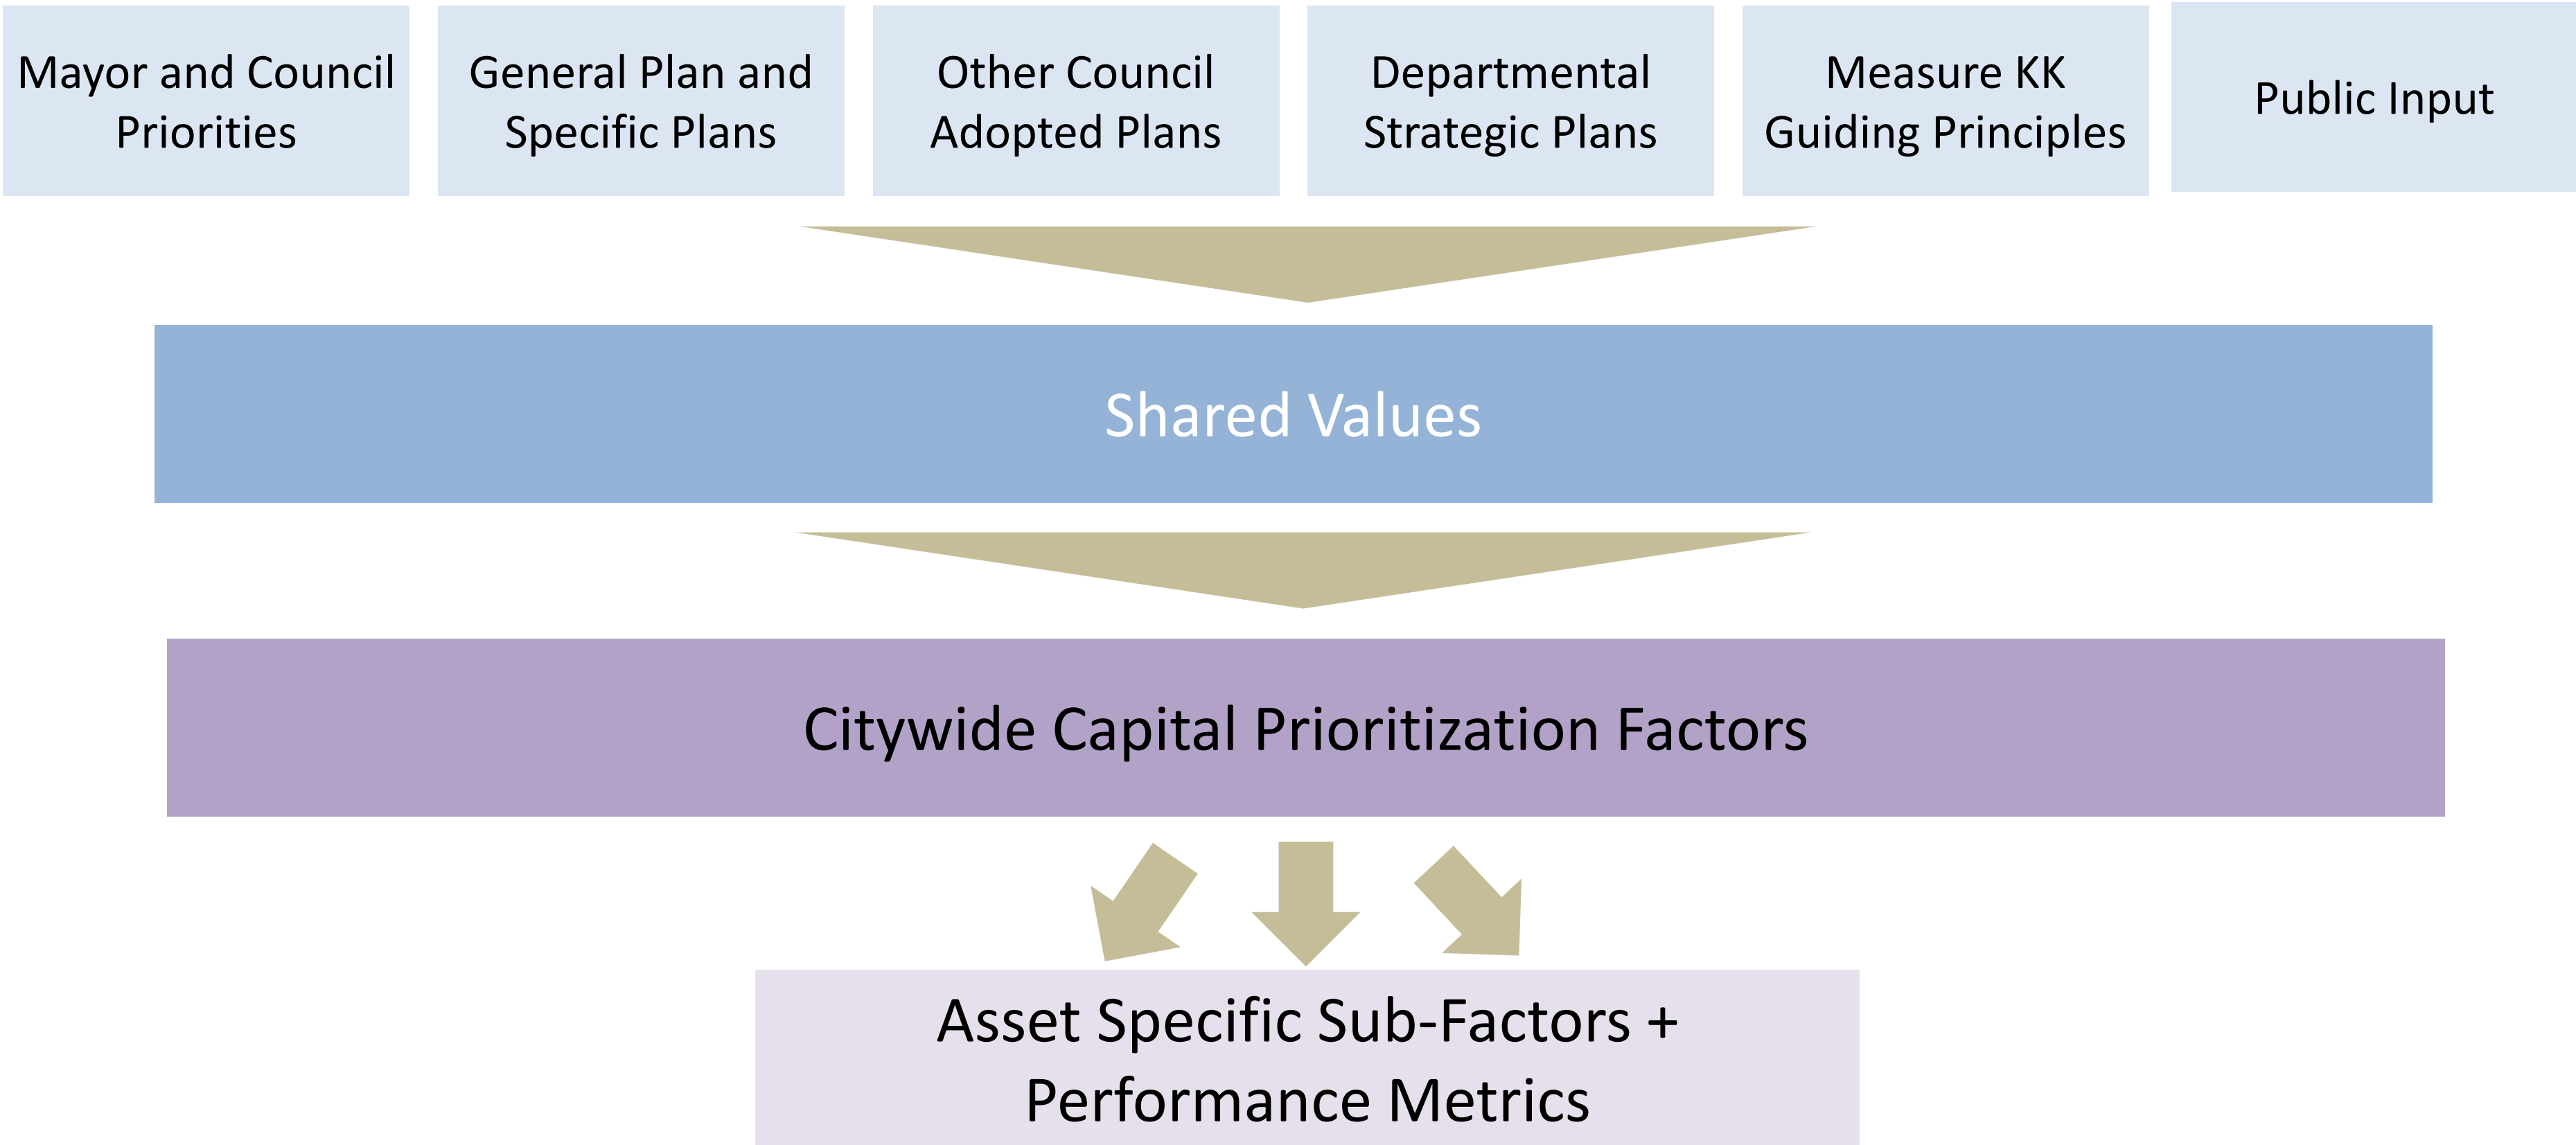 Mayor and Council
Priorities
General Plan and
Specific Plans
Other Council
Adopted Plans
Departmental
Strategic Plans
Measure KK
Guiding Principles
Public Input
Shared Values
Citywide Capital Prioritization Factors
Asset Specific Sub-Factors +
Performance Metrics